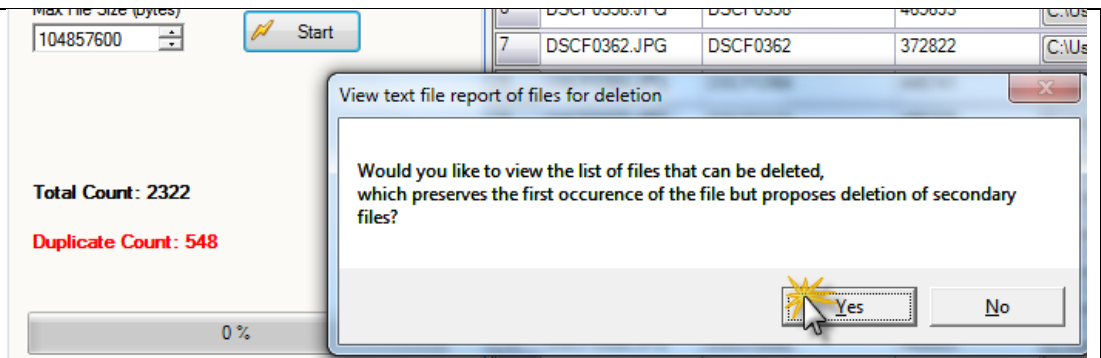 Max File Size (bytes)
104857600
Start
DSCF0358
7 DSCF0362.JPG DSCF0362 372822 C:\Us
View text file report of files for deletion
Would you like to view the list of files that can be deleted,
which preserves the first occurence of the file but proposes deletion of secondary
files?
Total Count: 2322
Duplicate Count: 548
Yes No
0 %